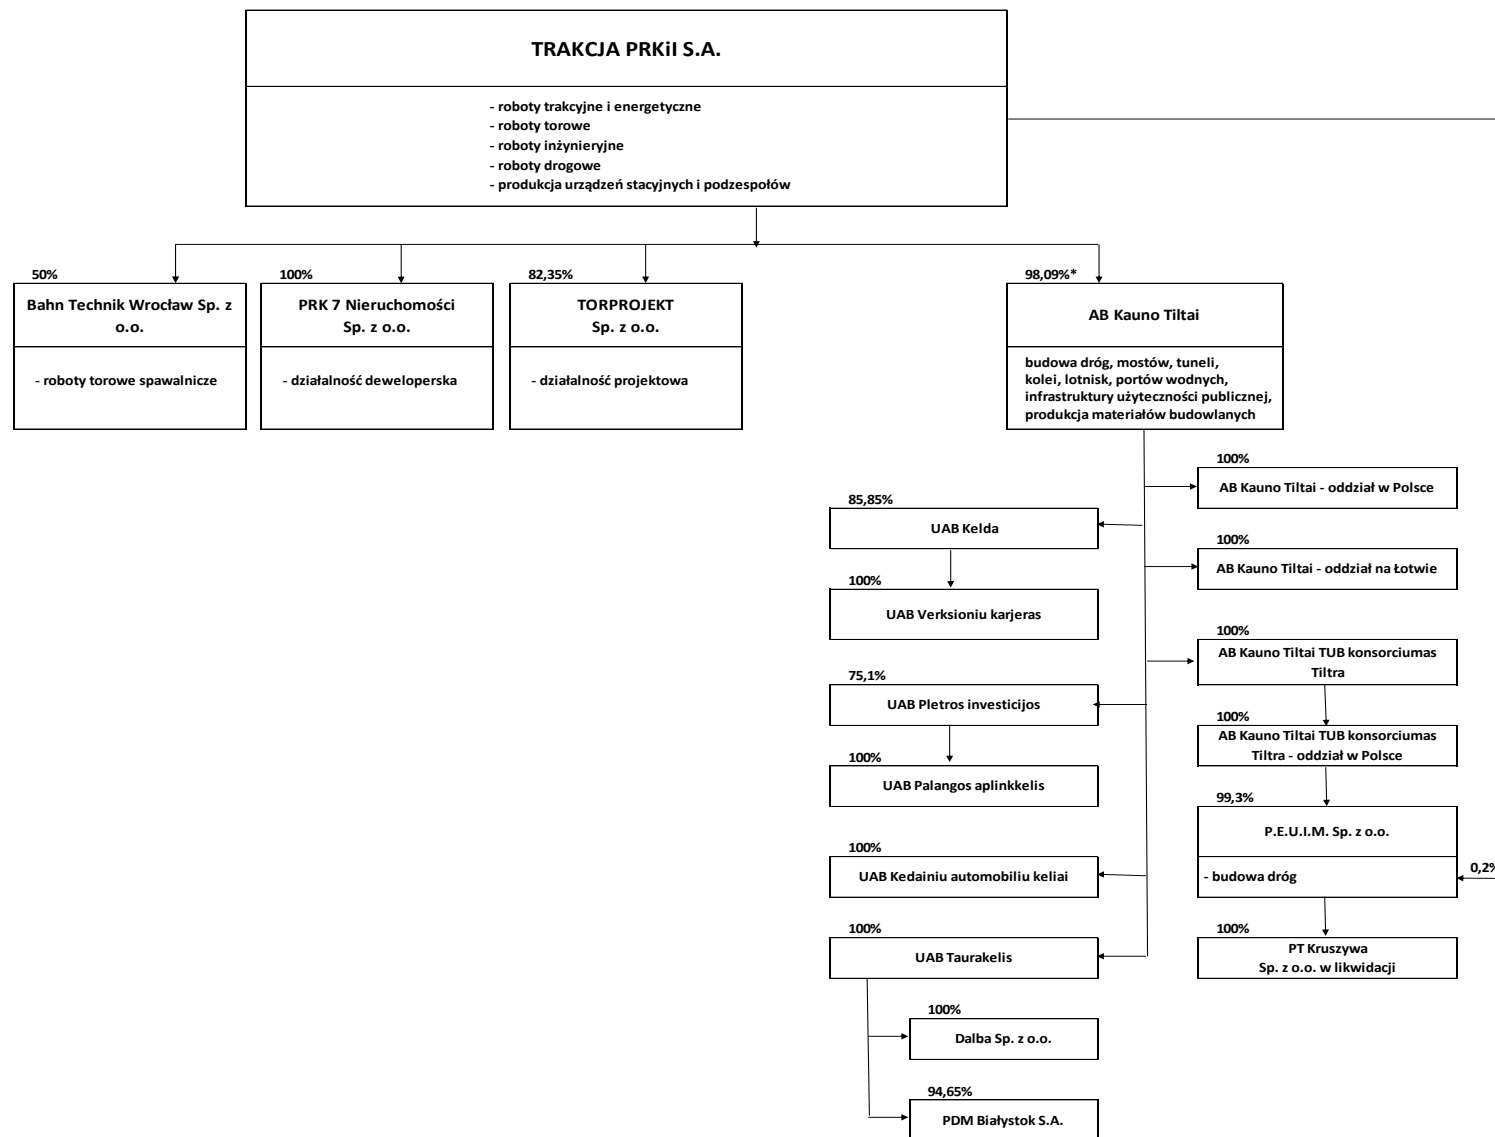 TRAKCJA PRKiI S.A.
- roboty trakcyjne i energetyczne
- roboty torowe
- roboty inżynieryjne
- roboty drogowe
- produkcja urządzeń stacyjnych i podzespołów
50%
Bahn Technik Wrocław Sp. z
o.o.
- roboty torowe spawalnicze
100%
PRK 7 Nieruchomości
Sp. z o.o.
- działalność deweloperska
82,35%
TORPROJEKT
Sp. z o.o.
- działalność projektowa
98,09%*
AB Kauno Tiltai
budowa dróg, mostów, tuneli,
kolei, lotnisk, portów wodnych,
infrastruktury użyteczności publicznej,
produkcja materiałów budowlanych
85,85%
UAB Kelda
100%
UAB Verksioniu karjeras
75,1%
UAB Pletros investicijos
100%
UAB Palangos aplinkkelis
100%
UAB Kedainiu automobiliu keliai
100%
UAB Taurakelis
100%
Dalba Sp. z o.o.
94,65%
PDM Białystok S.A.
100%
AB Kauno Tiltai - oddział w Polsce
100%
AB Kauno Tiltai - oddział na Łotwie
100%
AB Kauno Tiltai TUB konsorciumas
Tiltra
100%
AB Kauno Tiltai TUB konsorciumas
Tiltra - oddział w Polsce
99,3%
P.E.U.I.M. Sp. z o.o.
- budowa dróg
0,2%
100%
PT Kruszywa
Sp. z o.o. w likwidacji